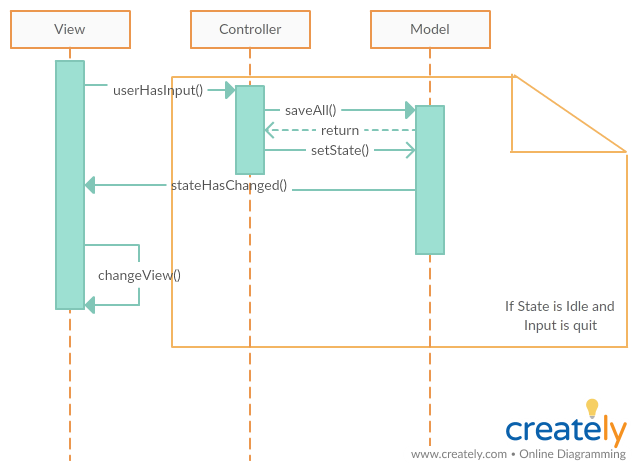 View
Controller
Model
userHasInput()
saveAll()
return
setState()
stateHasChanged()
changeView()
If State is Idle and
Input is quit
creately
www.creately.com • Online Diagramming